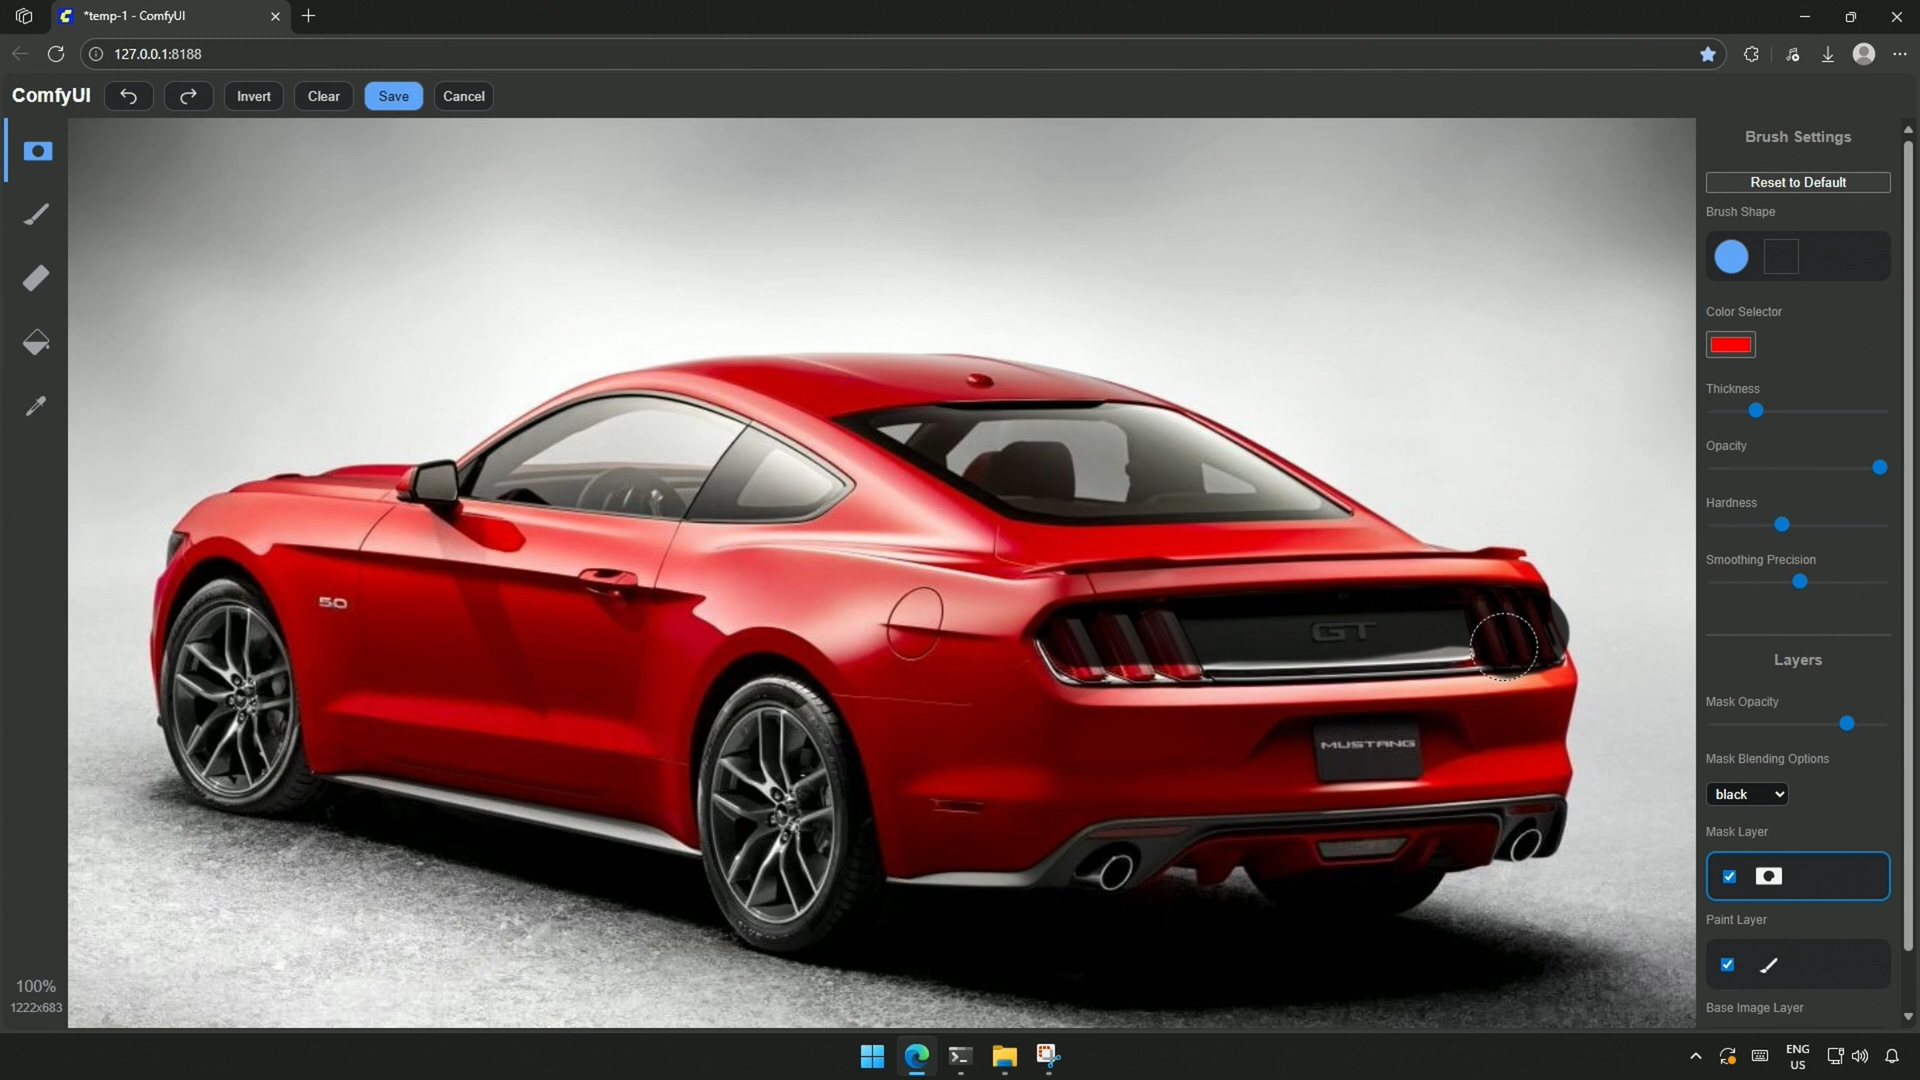 *temp-1 - ComfyUI
127.0.0.1:8188
ComfyUI
Invert
Clear
Save
Cancel
Brush Settings
Reset to Default
Brush Shape
Color Selector
Thickness
Opacity
Hardness
Smoothing Precision
5.0
GT
MUSTANG
Layers
Mask Opacity
Mask Blending Options
black
Mask Layer
Paint Layer
Base Image Layer
100%
1222x683
ENG
US